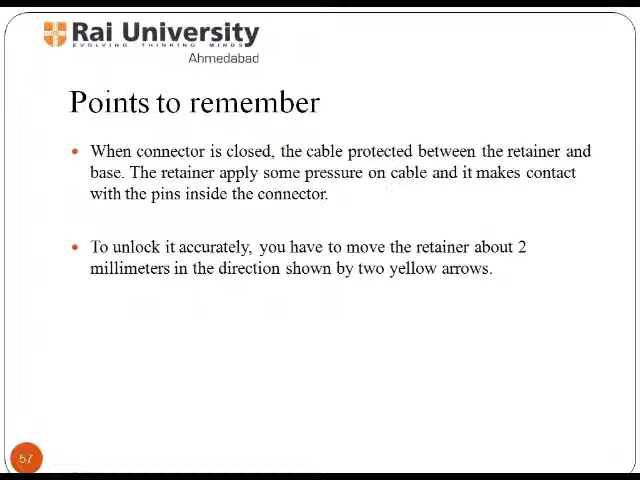 Rai University
EVOLVING THINKING MINDS
Ahmedabad
Points to remember
• When connector is closed, the cable protected between the retainer and
base. The retainer apply some pressure on cable and it makes contact
with the pins inside the connector.
• To unlock it accurately, you have to move the retainer about 2
millimeters in the direction shown by two yellow arrows.
57